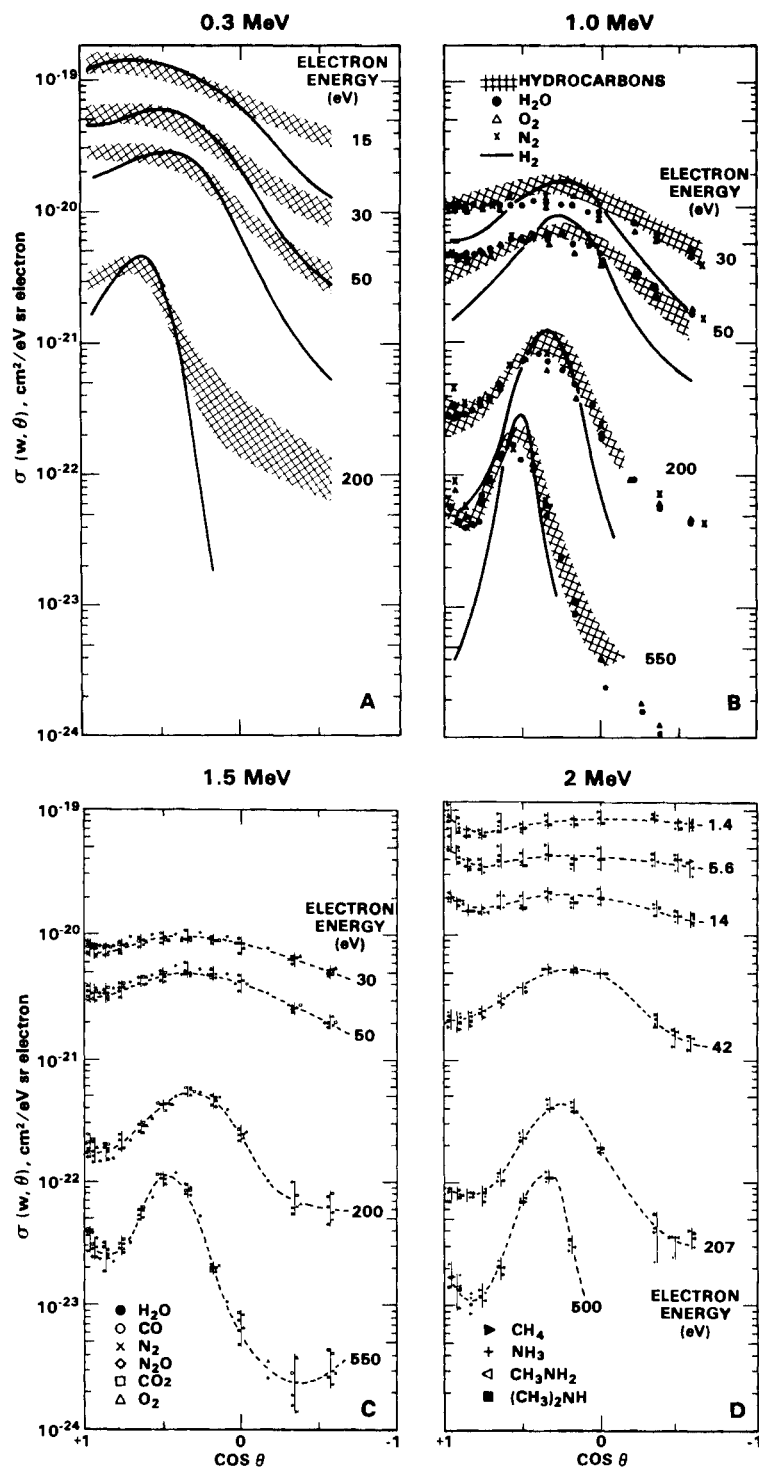 0.3 MeV
10⁻¹⁹
10⁻²⁰
10⁻²¹
10⁻²²
10⁻²³
10⁻²⁴
σ (w, θ), cm²/eV sr electron
ELECTRON
ENERGY
(eV)
15
30
50
200
A
1.0 MeV
HYDROCARBONS
H₂O
O₂
N₂
H₂
ELECTRON
ENERGY
(eV)
30
50
200
550
B
1.5 MeV
10⁻¹⁹
10⁻²⁰
10⁻²¹
10⁻²²
10⁻²³
10⁻²⁴
σ (w, θ), cm²/eV sr electron
ELECTRON
ENERGY
(eV)
30
50
200
550
H₂O
CO
N₂
N₂O
CO₂
O₂
C
+1
0
-1
COS θ
2 MeV
1.4
5.6
14
42
207
500
ELECTRON
ENERGY
(eV)
CH₄
NH₃
CH₃NH₂
(CH₃)₂NH
D
+1
0
-1
COS θ